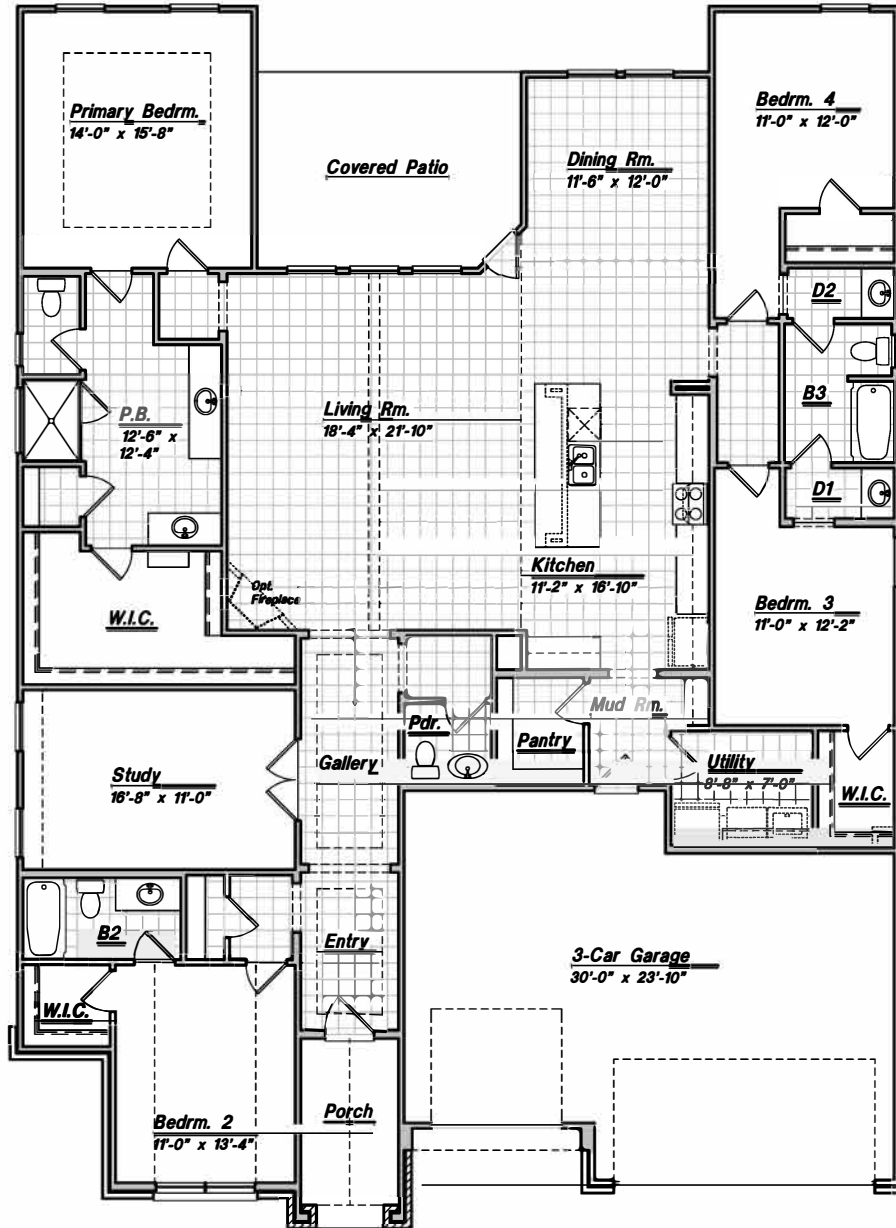 Primary Bedrm.
14'-0" x 15'-8"
Covered Patio
Dining Rm.
11'-6" x 12'-0"
Bedrm. 4
11'-0" x 12'-0"
D2
B3
D1
P.B.
12'-6" x
12'-4"
Living Rm.
18'-4" x 21'-10"
Kitchen
11'-2" x 16'-10"
Opt.
Fireplace
W.I.C.
Bedrm. 3
11'-0" x 12'-2"
Mud Rm.
Pdr.
Pantry
Gallery
Study
16'-8" x 11'-0"
Utility
8'-8" x 7'-0"
W.I.C.
B2
Entry
3-Car Garage
30'-0" x 23'-10"
W.I.C.
Bedrm. 2
11'-0" x 13'-4"
Porch